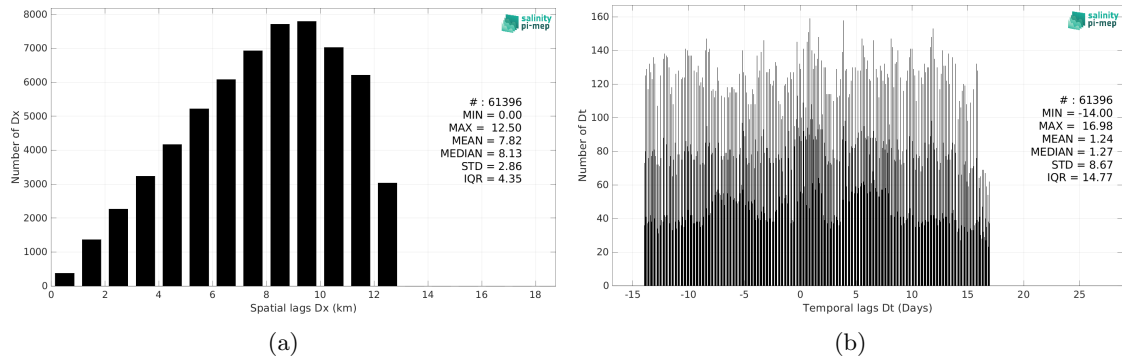 8000
7000
6000
5000
4000
3000
2000
1000
0
Number of Dx
0 2 4 6 8 10 12 14 16 18
Spatial lags Dx (km)
salinity
pi-mep
# : 61396
MIN = 0.00
MAX = 12.50
MEAN = 7.82
MEDIAN = 8.13
STD = 2.86
IQR = 4.35
(a)
160
140
120
100
80
60
40
20
0
Number of Dt
-15 -10 -5 0 5 10 15 20 25
Temporal lags Dt (Days)
salinity
pi-mep
# : 61396
MIN = -14.00
MAX = 16.98
MEAN = 1.24
MEDIAN = 1.27
STD = 8.67
IQR = 14.77
(b)